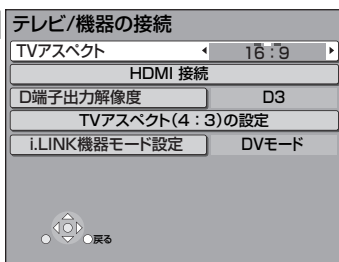 テレビ/機器の接続
TVアスペクト 16:9
HDMI 接続
D端子出力解像度 D3
TVアスペクト(4:3)の設定
i.LINK機器モード設定 DVモード
戻る